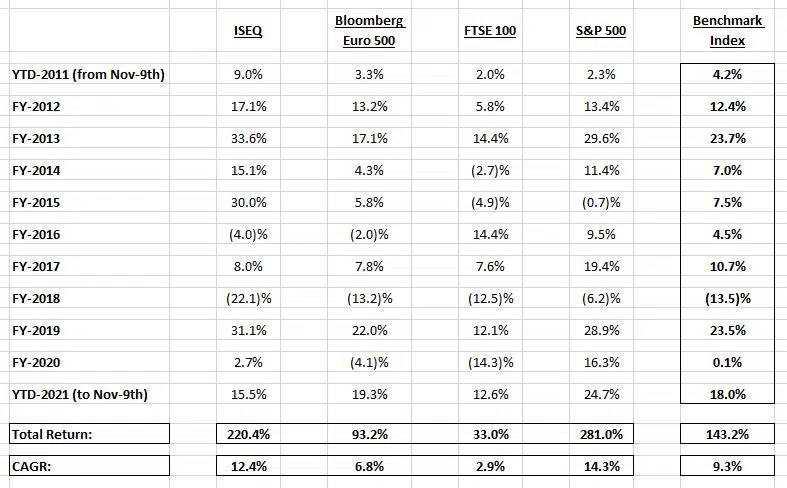 ISEQ Bloomberg Euro 500 FTSE 100 S&P 500 Benchmark Index
YTD-2011 (from Nov-9th) 9.0% 3.3% 2.0% 2.3% 4.2%
FY-2012 17.1% 13.2% 5.8% 13.4% 12.4%
FY-2013 33.6% 17.1% 14.4% 29.6% 23.7%
FY-2014 15.1% 4.3% (2.7)% 11.4% 7.0%
FY-2015 30.0% 5.8% (4.9)% (0.7)% 7.5%
FY-2016 (4.0)% (2.0)% 14.4% 9.5% 4.5%
FY-2017 8.0% 7.8% 7.6% 19.4% 10.7%
FY-2018 (22.1)% (13.2)% (12.5)% (6.2)% (13.5)%
FY-2019 31.1% 22.0% 12.1% 28.9% 23.5%
FY-2020 2.7% (4.1)% (14.3)% 16.3% 0.1%
YTD-2021 (to Nov-9th) 15.5% 19.3% 12.6% 24.7% 18.0%
Total Return: 220.4% 93.2% 33.0% 281.0% 143.2%
CAGR: 12.4% 6.8% 2.9% 14.3% 9.3%